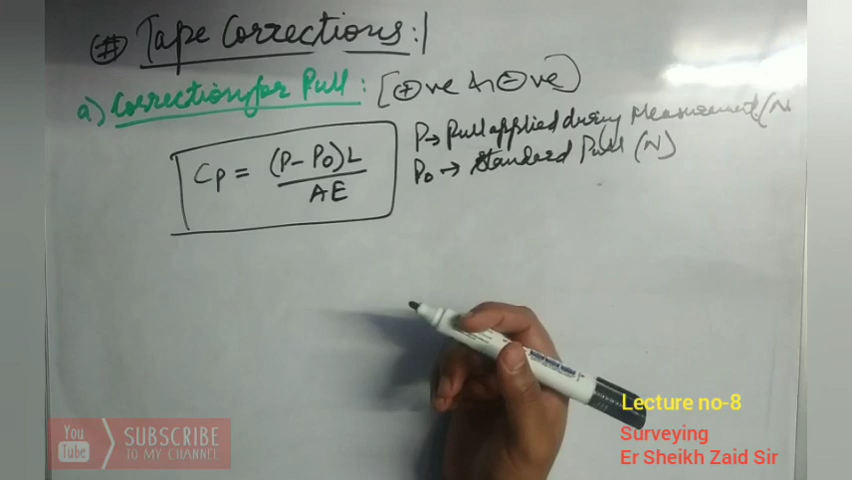 # Tape Corrections:
a) Correction for Pull: [⊕ve or ⊖ve]
Cp = (P - P0)L / AE
P → Pull applied during Measurement (N
P0 → Standard Pull (N)
Lecture no-8
Surveying
Er Sheikh Zaid Sir
You Tube
SUBSCRIBE
TO MY CHANNEL